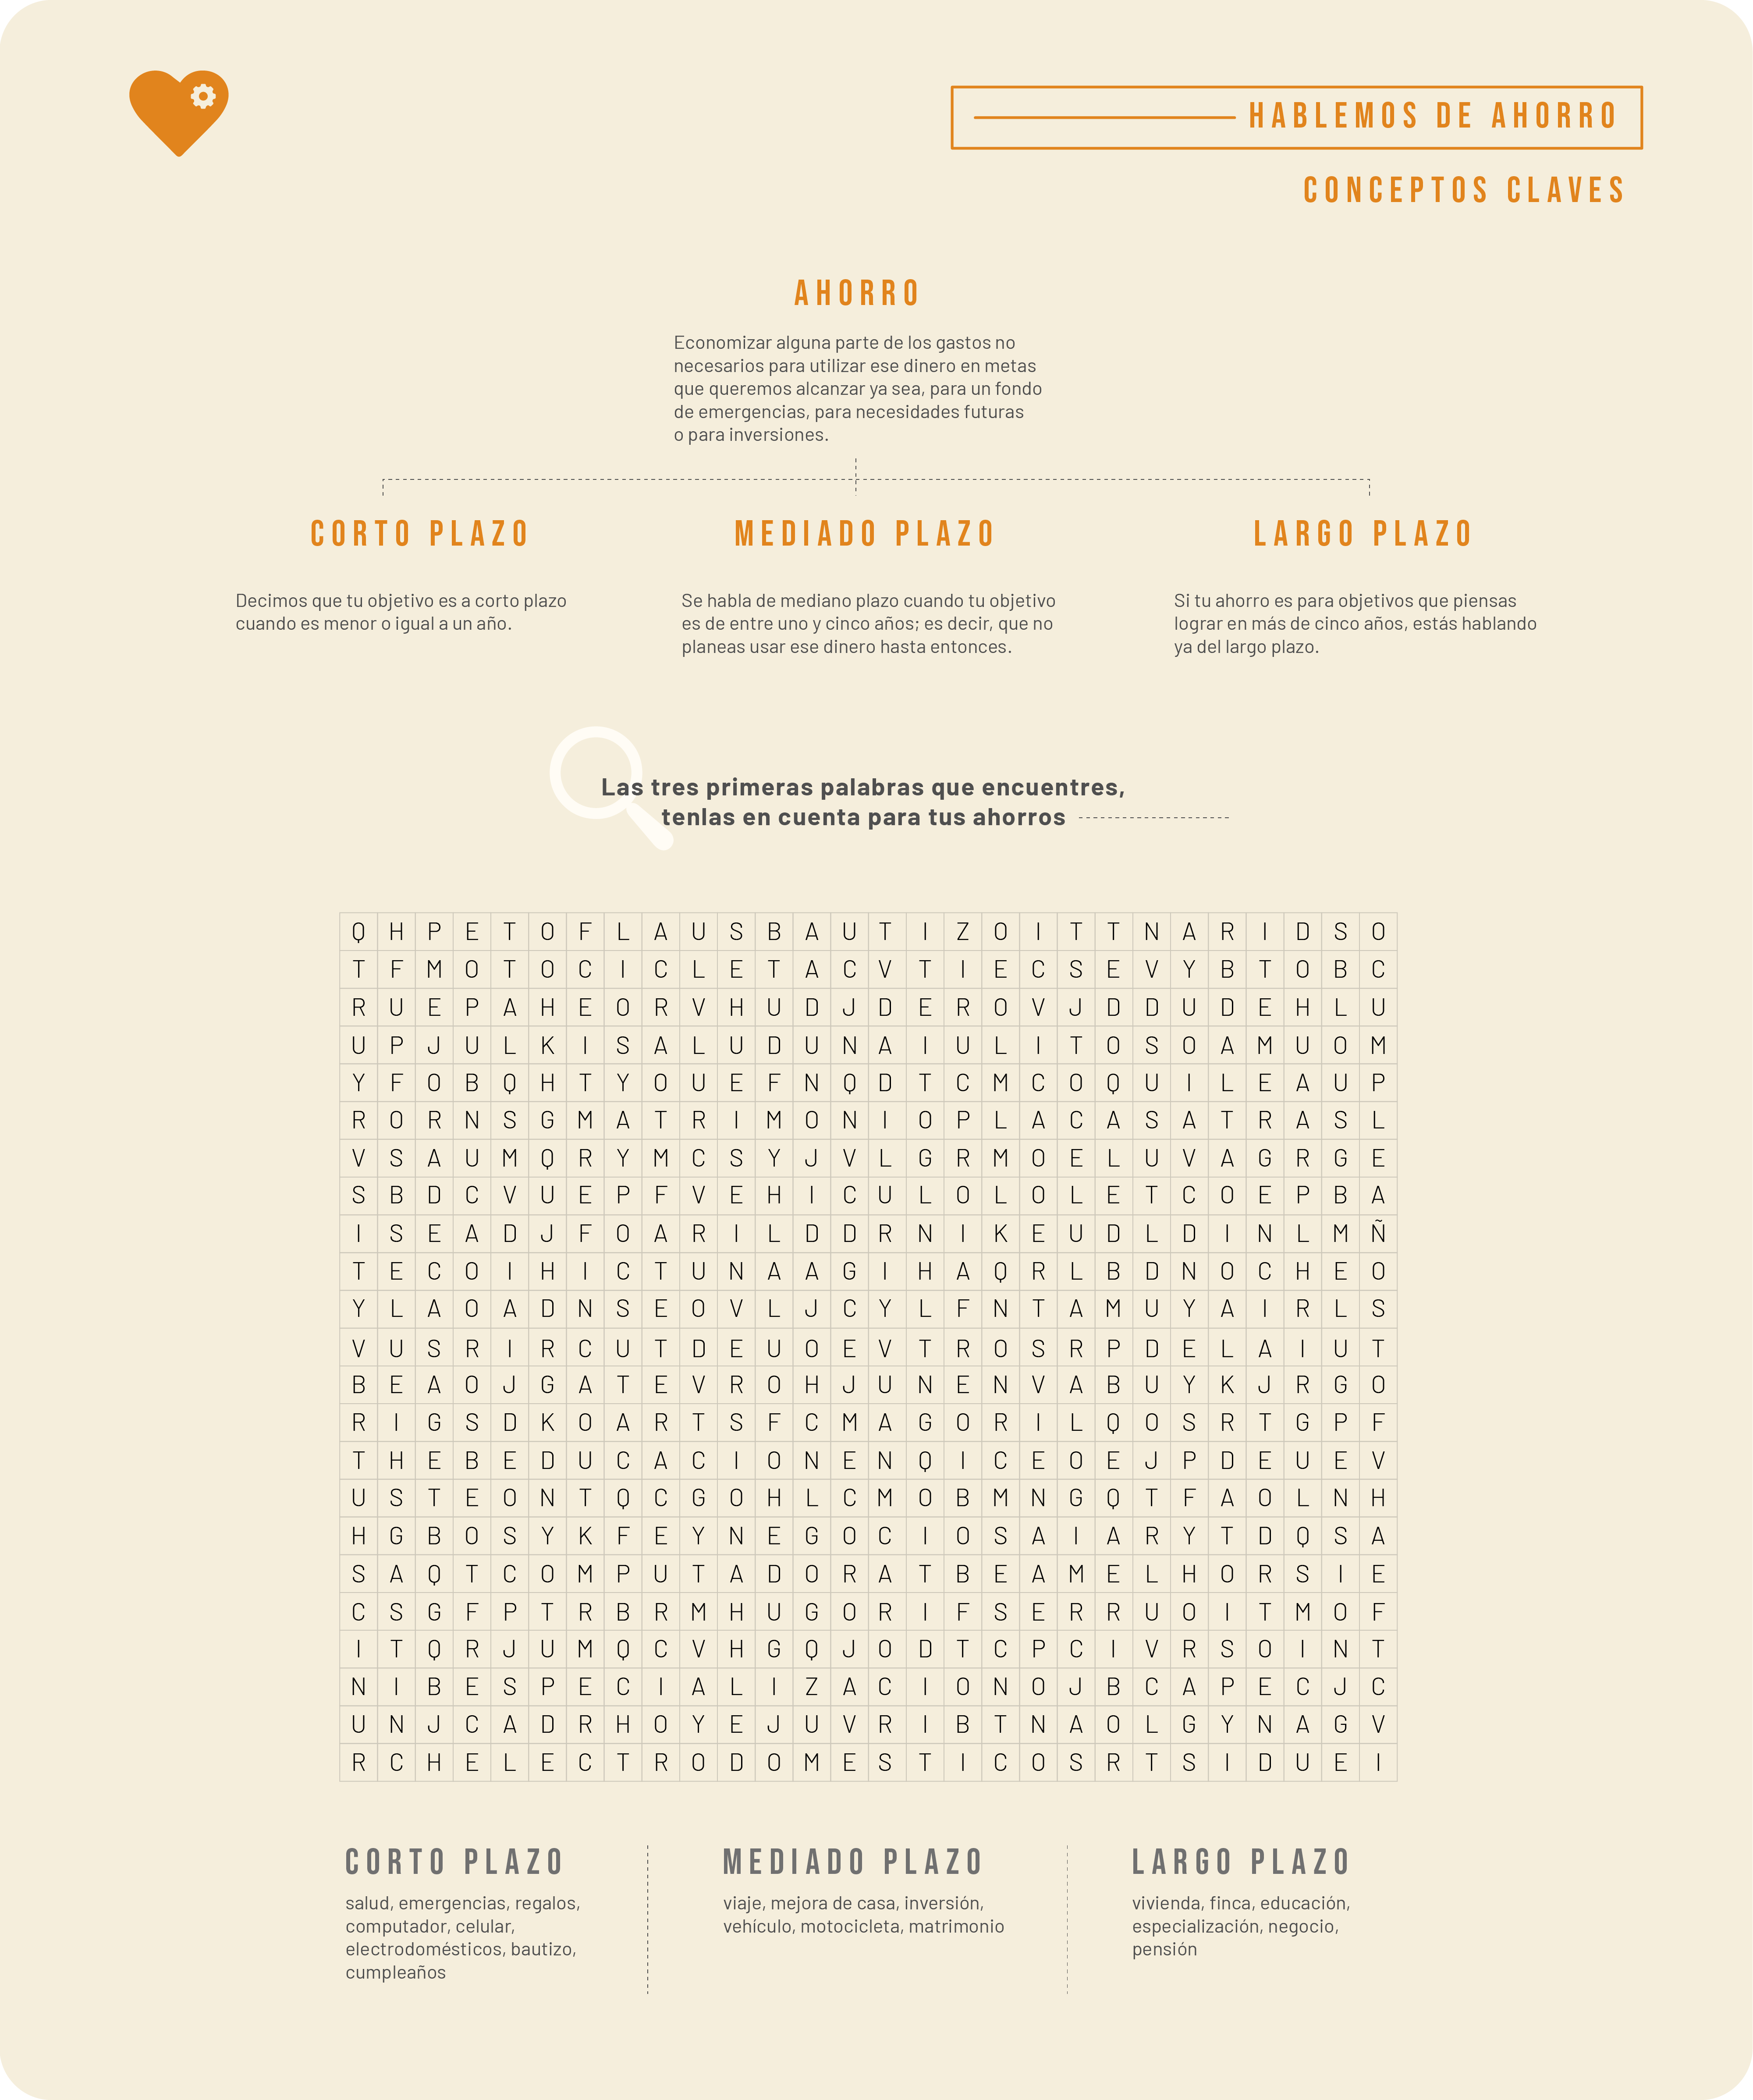 HABLEMOS DE AHORRO
CONCEPTOS CLAVES
AHORRO
Economizar alguna parte de los gastos no
necesarios para utilizar ese dinero en metas
que queremos alcanzar ya sea, para un fondo
de emergencias, para necesidades futuras
o para inversiones.
CORTO PLAZO
Decimos que tu objetivo es a corto plazo
cuando es menor o igual a un año.
MEDIADO PLAZO
Se habla de mediano plazo cuando tu objetivo
es de entre uno y cinco años; es decir, que no
planeas usar ese dinero hasta entonces.
LARGO PLAZO
Si tu ahorro es para objetivos que piensas
lograr en más de cinco años, estás hablando
ya del largo plazo.
Las tres primeras palabras que encuentres,
tenlas en cuenta para tus ahorros
Q H P E T O F L A U S B A U T I Z O I T T N A R I D S O
T F M O T O C I C L E T A C V T I E C S E V Y B T O B C
R U E P A H E O R V H U D J D E R O V J D D U D E H L U
U P J U L K I S A L U D U N A I U L I T O S O A M U O M
Y F O B Q H T Y O U E F N Q D T C M C O Q U I L E A U P
R O R N S G M A T R I M O N I O P L A C A S A T R A S L
V S A U M Q R Y M C S Y J V L G R M O E L U V A G R G E
S B D C V U E P F V E H I C U L O L O L E T C O E P B A
I S E A D J F O A R I L D D R N I K E U D L D I N L M Ñ
T E C O I H I C T U N A A G I H A Q R L B D N O C H E O
Y L A O A D N S E O V L J C Y L F N T A M U Y A I R L S
V U S R I R C U T D E U O E V T R O S R P D E L A I U T
B E A O J G A T E V R O H J U N E N V A B U Y K J R G O
R I G S D K O A R T S F C M A G O R I L Q O S R T G P F
T H E B E D U C A C I O N E N Q I C E O E J P D E U E V
U S T E O N T Q C G O H L C M O B M N G Q T F A O L N H
H G B O S Y K F E Y N E G O C I O S A I A R Y T D Q S A
S A Q T C O M P U T A D O R A T B E A M E L H O R S I E
C S G F P T R B R M H U G O R I F S E R R U O I T M O F
I T Q R J U M Q C V H G Q J O D T C P C I V R S O I N T
N I B E S P E C I A L I Z A C I O N O J B C A P E C J C
U N J C A D R H O Y E J U V R I B T N A O L G Y N A G V
R C H E L E C T R O D O M E S T I C O S R T S I D U E I
CORTO PLAZO
salud, emergencias, regalos,
computador, celular,
electrodomésticos, bautizo,
cumpleaños
MEDIADO PLAZO
viaje, mejora de casa, inversión,
vehículo, motocicleta, matrimonio
LARGO PLAZO
vivienda, finca, educación,
especialización, negocio,
pensión